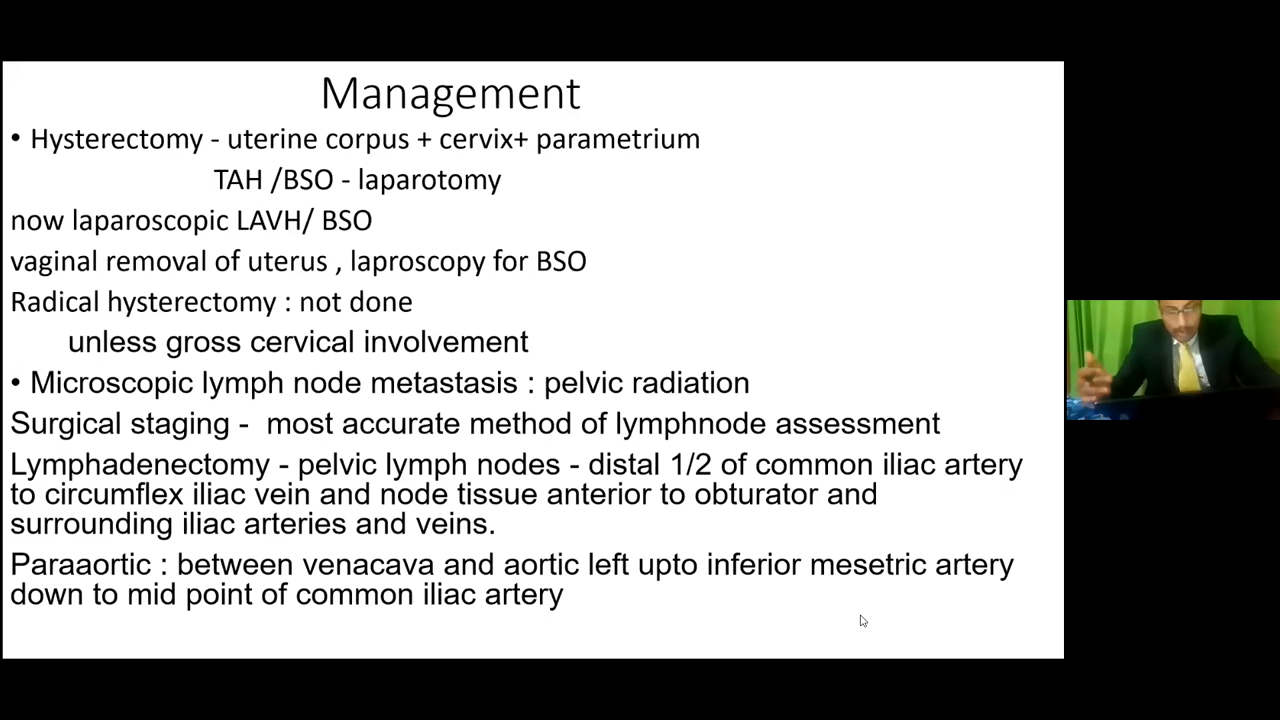 Management
• Hysterectomy - uterine corpus + cervix+ parametrium
TAH /BSO - laparotomy
now laparoscopic LAVH/ BSO
vaginal removal of uterus , laproscopy for BSO
Radical hysterectomy : not done
unless gross cervical involvement
• Microscopic lymph node metastasis : pelvic radiation
Surgical staging -  most accurate method of lymphnode assessment
Lymphadenectomy - pelvic lymph nodes - distal 1/2 of common iliac artery
to circumflex iliac vein and node tissue anterior to obturator and
surrounding iliac arteries and veins.
Paraaortic : between venacava and aortic left upto inferior mesetric artery
down to mid point of common iliac artery